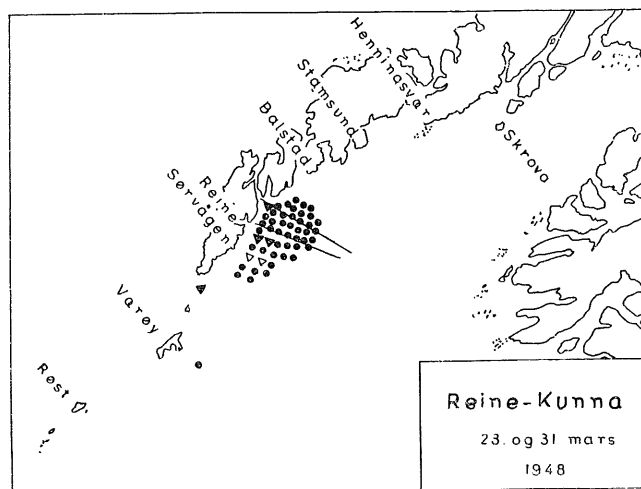 Henningsvær
Stamsund
Balstad
Skrova
Reine
Sørvågen
Værøy
Røst
Reine-Kunna
23. og 31 mars
1948